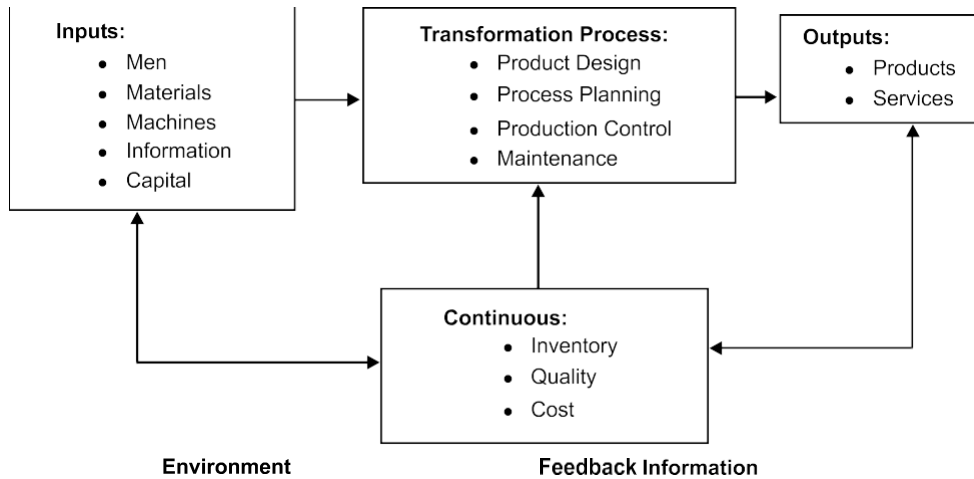 Inputs:
• Men
• Materials
• Machines
• Information
• Capital
Transformation Process:
• Product Design
• Process Planning
• Production Control
• Maintenance
Outputs:
• Products
• Services
Continuous:
• Inventory
• Quality
• Cost
Environment
Feedback Information